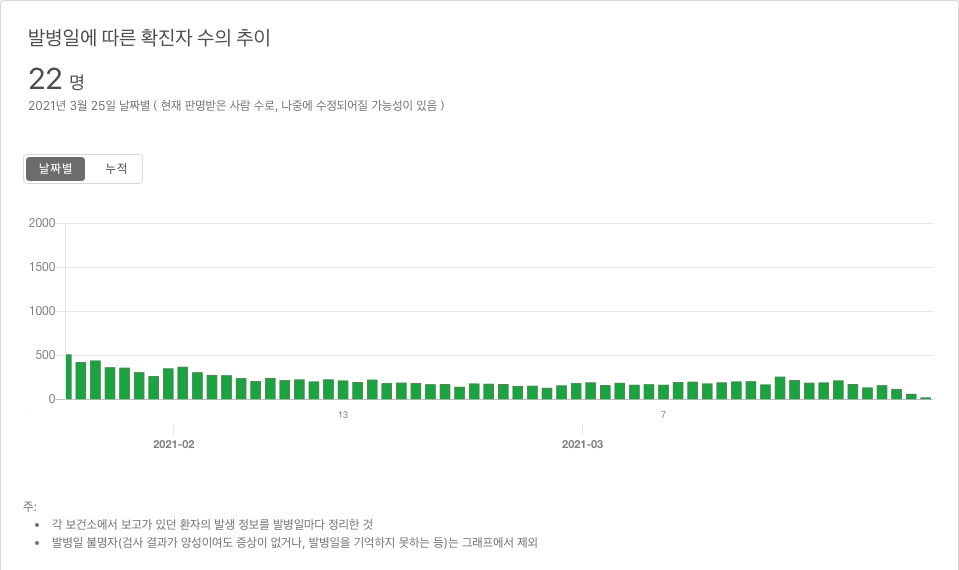 발병일에 따른 확진자 수의 추이
22 명
2021년 3월 25일 날짜별 ( 현재 판명받은 사람 수로, 나중에 수정되어질 가능성이 있음 )
날짜별 누적
2000
1500
1000
500
0
13 7
2021-02 2021-03
주:
• 각 보건소에서 보고가 있던 환자의 발생 정보를 발병일마다 정리한 것
• 발병일 불명자(검사 결과가 양성이여도 증상이 없거나, 발병일을 기억하지 못하는 등)는 그래프에서 제외